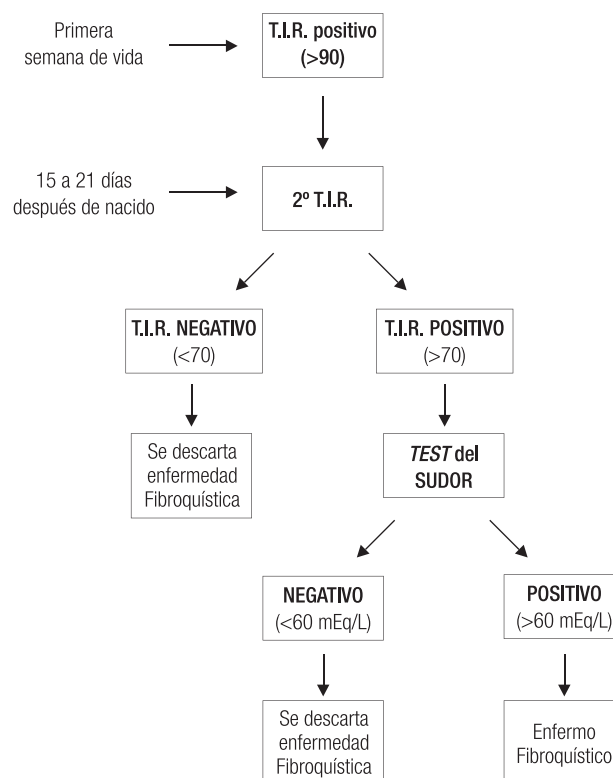 Primera
semana de vida
T.I.R. positivo
(>90)
15 a 21 días
después de nacido
2º T.I.R.
T.I.R. NEGATIVO
(<70)
T.I.R. POSITIVO
(>70)
Se descarta
enfermedad
Fibroquística
TEST del
SUDOR
NEGATIVO
(<60 mEq/L)
POSITIVO
(>60 mEq/L)
Se descarta
enfermedad
Fibroquística
Enfermo
Fibroquístico